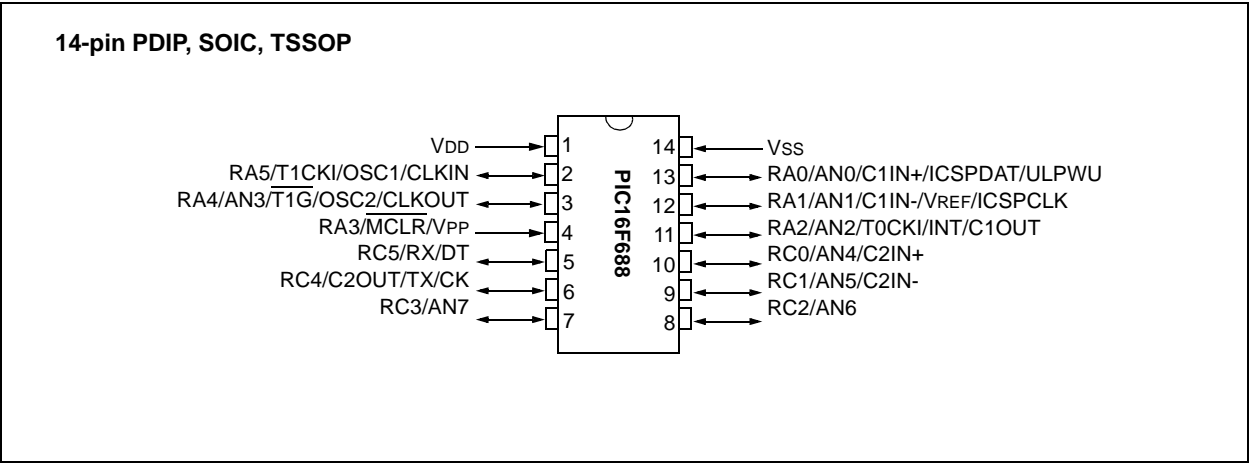 14-pin PDIP, SOIC, TSSOP
VDD 1
RA5/T1CKI/OSC1/CLKIN 2
RA4/AN3/T1G/OSC2/CLKOUT 3
RA3/MCLR/VPP 4
RC5/RX/DT 5
RC4/C2OUT/TX/CK 6
RC3/AN7 7
PIC16F688
14 VSS
13 RA0/AN0/C1IN+/ICSPDAT/ULPWU
12 RA1/AN1/C1IN-/VREF/ICSPCLK
11 RA2/AN2/T0CKI/INT/C1OUT
10 RC0/AN4/C2IN+
9 RC1/AN5/C2IN-
8 RC2/AN6